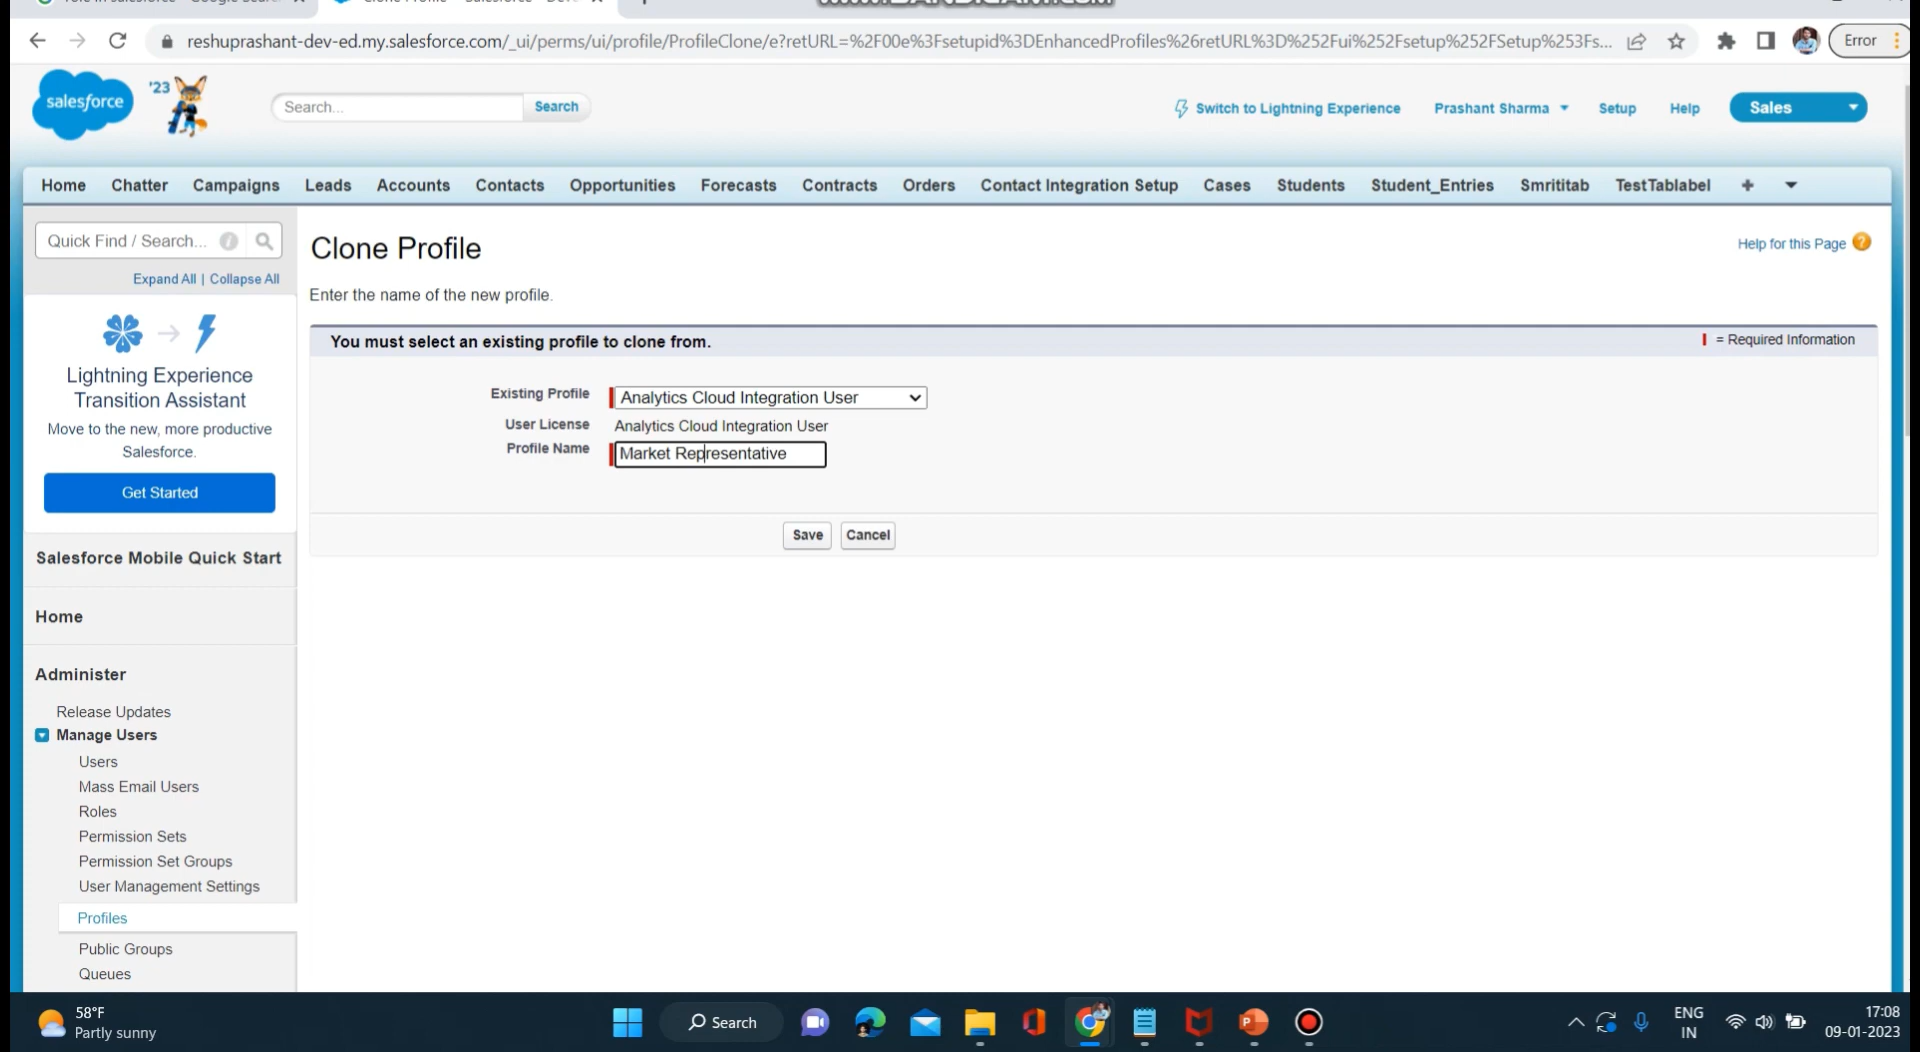 reshuprashant-dev-ed.my.salesforce.com/_ui/perms/ui/profile/ProfileClone/e?retURL=%2F00e%3Fsetupid%3DEnhancedProfiles%26retURL%3D%252Fui%252Fsetup%252FSetup%253Fs...
Error
salesforce
'23
Search...
Search
Switch to Lightning Experience
Prashant Sharma
Setup
Help
Sales
Home Chatter Campaigns Leads Accounts Contacts Opportunities Forecasts Contracts Orders Contact Integration Setup Cases Students Student_Entries Smrititab TestTablabel +
Quick Find / Search...
Expand All | Collapse All
Lightning Experience
Transition Assistant
Move to the new, more productive
Salesforce.
Get Started
Salesforce Mobile Quick Start
Home
Administer
Release Updates
Manage Users
Users
Mass Email Users
Roles
Permission Sets
Permission Set Groups
User Management Settings
Profiles
Public Groups
Queues
Clone Profile
Help for this Page
Enter the name of the new profile.
You must select an existing profile to clone from.
= Required Information
Existing Profile
Analytics Cloud Integration User
User License
Analytics Cloud Integration User
Profile Name
Market Representative
Save
Cancel
58°F
Partly sunny
Search
ENG
IN
17:08
09-01-2023